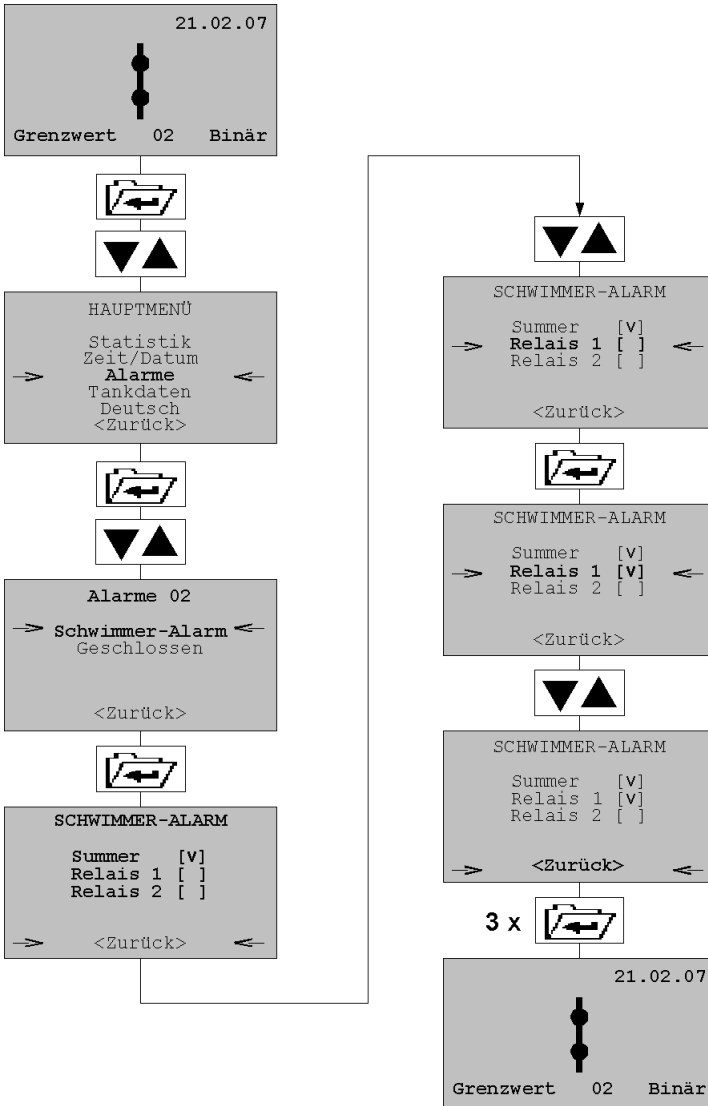 21.02.07
Grenzwert 02 Binär
HAUPTMENÜ
Statistik
Zeit/Datum
Alarme
Tankdaten
Deutsch
<Zurück>
Alarme 02
Schwimmer-Alarm
Geschlossen
<Zurück>
SCHWIMMER-ALARM
Summer [V]
Relais 1 [ ]
Relais 2 [ ]
<Zurück>
SCHWIMMER-ALARM
Summer [V]
Relais 1 [ ]
Relais 2 [ ]
<Zurück>
SCHWIMMER-ALARM
Summer [V]
Relais 1 [V]
Relais 2 [ ]
<Zurück>
SCHWIMMER-ALARM
Summer [V]
Relais 1 [V]
Relais 2 [ ]
<Zurück>
3 x
21.02.07
Grenzwert 02 Binär